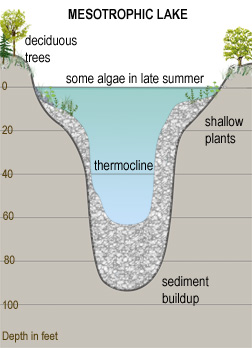 MESOTROPHIC LAKE
deciduous
trees
some algae in late summer
0
shallow
plants
20
thermocline
40
60
80
sediment
buildup
100
Depth in feet